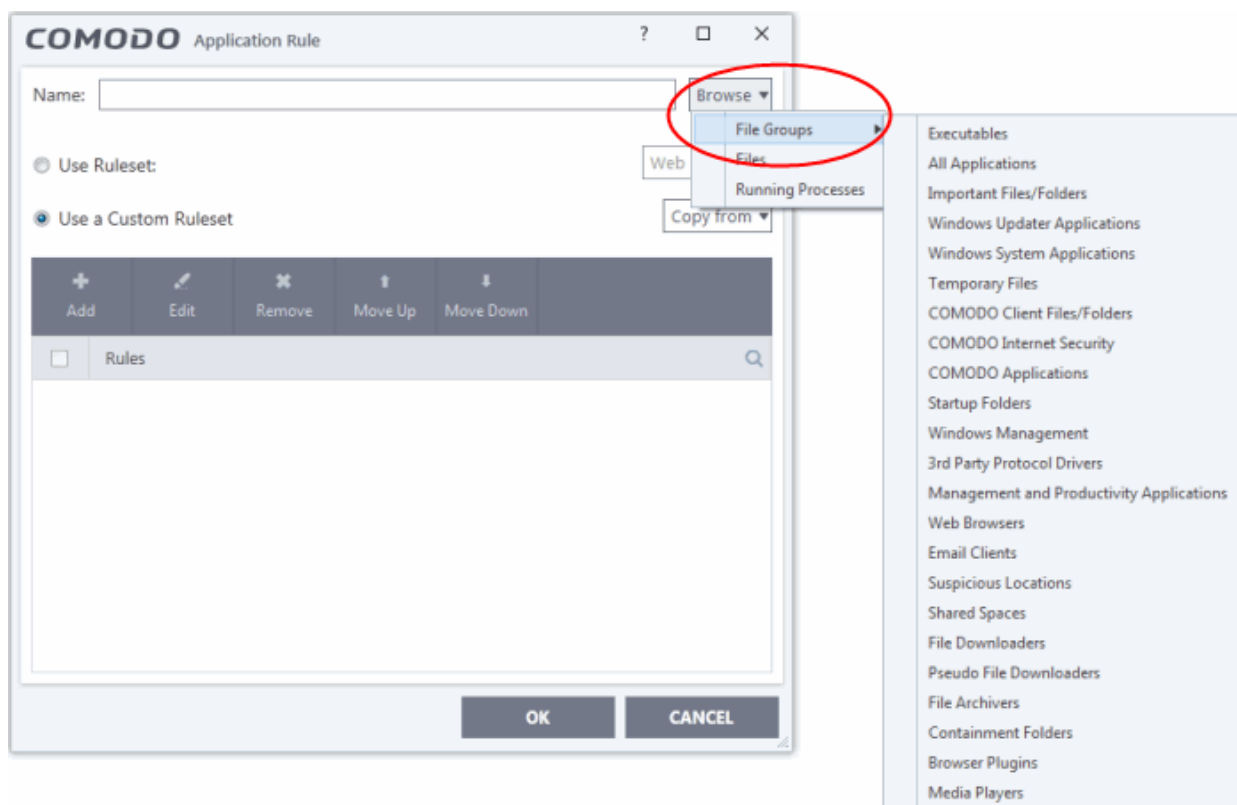 COMODO Application Rule ?
Name: Browse
File Groups
Files
Running Processes
Use Ruleset: Web
Use a Custom Ruleset Copy from
Add Edit Remove Move Up Move Down
Rules
OK CANCEL
Executables
All Applications
Important Files/Folders
Windows Updater Applications
Windows System Applications
Temporary Files
COMODO Client Files/Folders
COMODO Internet Security
COMODO Applications
Startup Folders
Windows Management
3rd Party Protocol Drivers
Management and Productivity Applications
Web Browsers
Email Clients
Suspicious Locations
Shared Spaces
File Downloaders
Pseudo File Downloaders
File Archivers
Containment Folders
Browser Plugins
Media Players